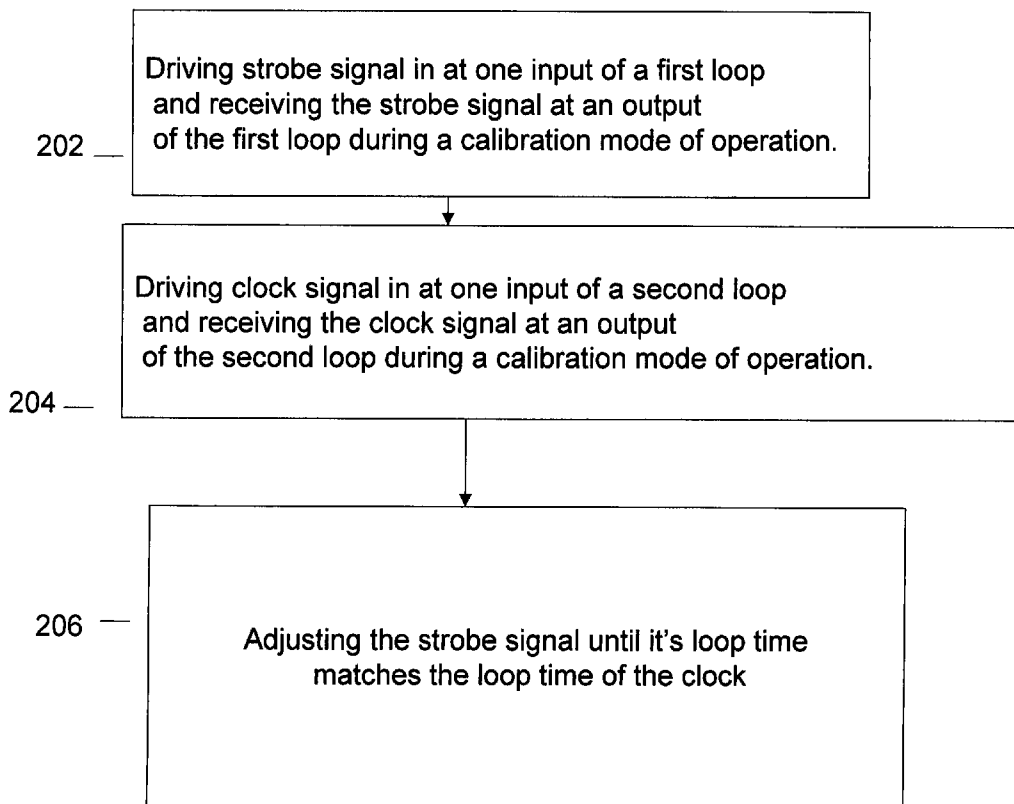 Driving strobe signal in at one input of a first loop
and receiving the strobe signal at an output
of the first loop during a calibration mode of operation.
202
Driving clock signal in at one input of a second loop
and receiving the clock signal at an output
of the second loop during a calibration mode of operation.
204
206
Adjusting the strobe signal until it's loop time
matches the loop time of the clock